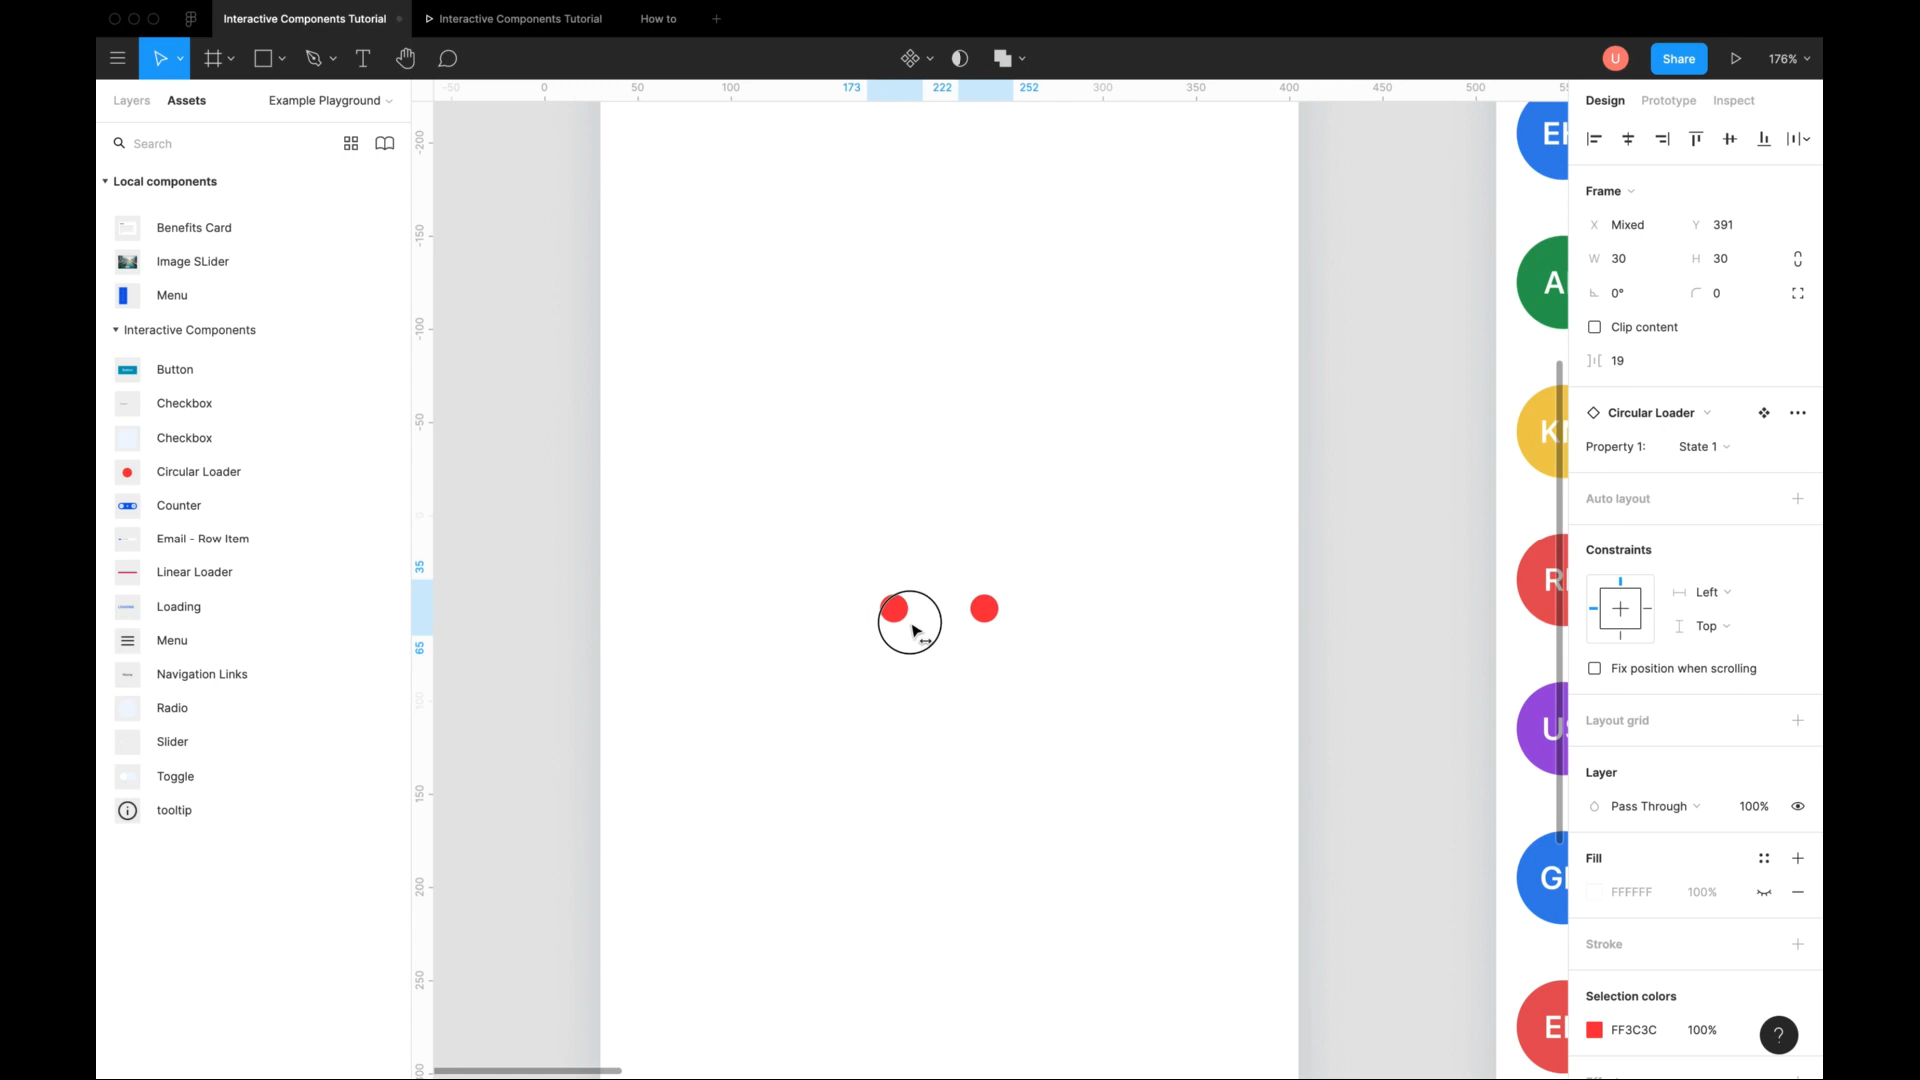 Interactive Components Tutorial
Interactive Components Tutorial
How to
U
Share
176%
Layers
Assets
Example Playground
Search
Local components
Benefits Card
Image SLider
Menu
Interactive Components
Button
Checkbox
Checkbox
Circular Loader
Counter
Email - Row Item
Linear Loader
Loading
Menu
Navigation Links
Radio
Slider
Toggle
tooltip
-50 0 50 100 173 222 252 300 350 400 450 500
-200
-150
-100
-50
0
35
65
100
150
200
250
Design
Prototype
Inspect
Frame
X Mixed Y 391
W 30 H 30
0° 0
Clip content
19
Circular Loader
Property 1: State 1
Auto layout
Constraints
Left
Top
Fix position when scrolling
Layout grid
Layer
Pass Through 100%
Fill
FFFFFF 100%
Stroke
Selection colors
FF3C3C 100%
?